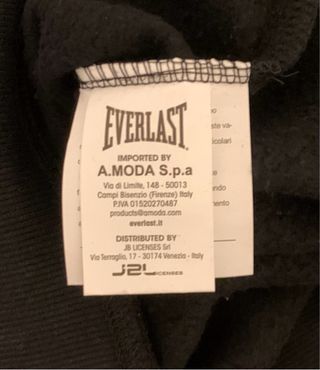 EVERLAST
IMPORTED BY
A.MODA S.p.a
Via di Limite, 148 - 50013
Campi Bisenzio (Firenze) Italy
P.IVA 01520270487
products@amoda.com
everlast.it
DISTRIBUTED BY
JB LICENSES Srl
Via Terraglio, 17 - 30174 Venezia - Italy
JBL LICENSES